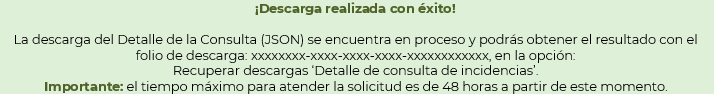 ¡Descarga realizada con éxito!
La descarga del Detalle de la Consulta (JSON) se encuentra en proceso y podrás obtener el resultado con el
folio de descarga: xxxxxxxx-xxxx-xxxx-xxxx-xxxxxxxxxxxx, en la opción:
Recuperar descargas ‘Detalle de consulta de incidencias’.
Importante: el tiempo máximo para atender la solicitud es de 48 horas a partir de este momento.